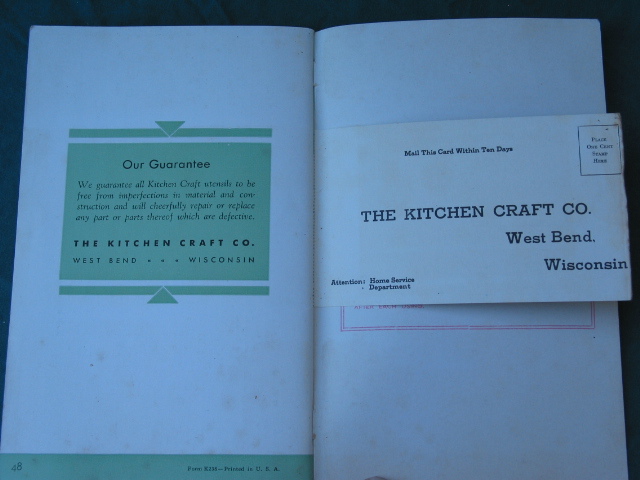 Our Guarantee
We guarantee all Kitchen Craft utensils to be
free from imperfections in material and con-
struction and will cheerfully repair or replace
any part or parts thereof which are defective.
THE KITCHEN CRAFT CO.
WEST BEND • • • WISCONSIN
48
Printed in U. S. A.
Mail This Card Within Ten Days
PLACE
ONE CENT
STAMP
HERE
THE KITCHEN CRAFT CO.
West Bend.
Wisconsin
Attention: Home Service
Department